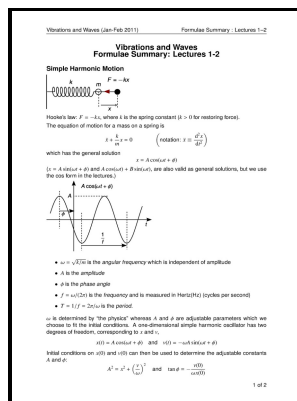 Vibrations and Waves (Jan-Feb 2011) Formulae Summary : Lectures 1–2
Vibrations and Waves
Formulae Summary: Lectures 1-2
Simple Harmonic Motion
k m F = −kx
x
Hooke's law: F = −kx, where k is the spring constant (k > 0 for restoring force).
The equation of motion for a mass on a spring is
ẍ + k/m x = 0 (notation: ẍ ≡ d²x/dt²)
which has the general solution
x = A cos(ωt + φ)
(x = A sin(ωt + φ) and A cos(ωt) + B sin(ωt), are also valid as general solutions, but we
use the cos form in the lectures.)
A cos(ωt + φ)
A
φ
t
1/f
• ω = √k/m is the angular frequency which is independent of amplitude
• A is the amplitude
• φ is the phase angle
• f = ω/(2π) is the frequency and is measured in Hertz(Hz) (cycles per second)
• T = 1/f = 2π/ω is the period.
ω is determined by "the physics" whereas A and φ are adjustable parameters which we
choose to fit the initial conditions. A one-dimensional simple harmonic oscillator has two
degrees of freedom, corresponding to x and v,
x(t) = A cos(ωt + φ) and v(t) = −ωA sin(ωt + φ)
Initial conditions on x(0) and v(0) can then be used to determine the adjustable constants
A and φ:
A² = x² + (v/ω)² and tan φ = − v(0)/ωx(0)
1 of 2